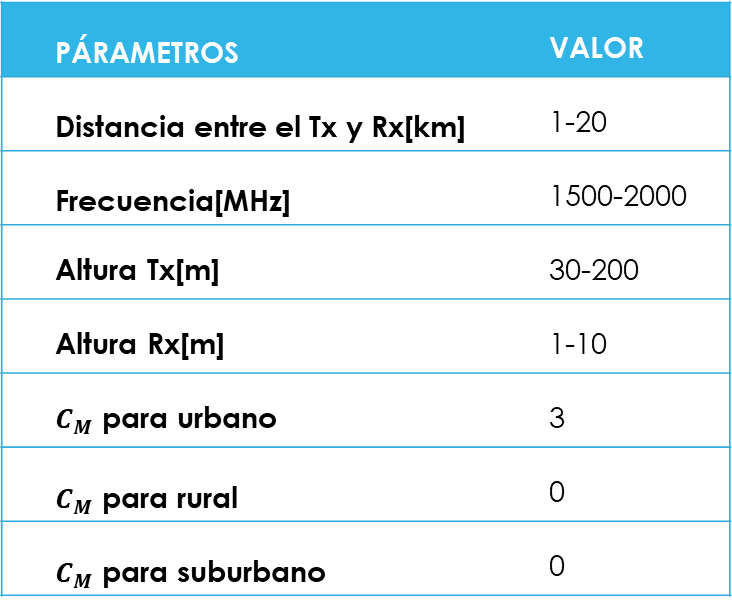 PÁRAMETROS VALOR
Distancia entre el Tx y Rx[km] 1-20
Frecuencia[MHz] 1500-2000
Altura Tx[m] 30-200
Altura Rx[m] 1-10
C_M para urbano 3
C_M para rural 0
C_M para suburbano 0